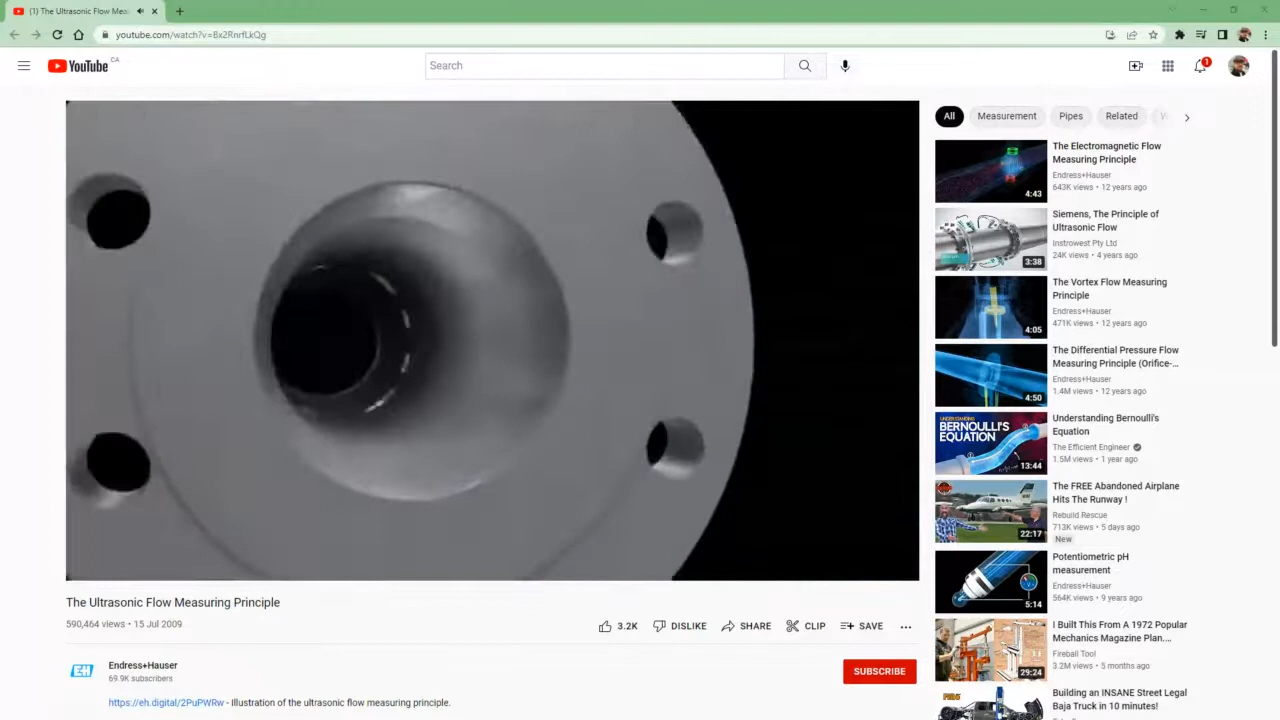 (1) The Ultrasonic Flow Mea
youtube.com/watch?v=Bx2RnrfLkQg
YouTube CA
Search
1
All
Measurement
Pipes
Related
The Ultrasonic Flow Measuring Principle
590,464 views • 15 Jul 2009
3.2K
DISLIKE
SHARE
CLIP
SAVE
Endress+Hauser
69.9K subscribers
SUBSCRIBE
https://eh.digital/2PuPWRw - Illustration of the ultrasonic flow measuring principle.
4:43
The Electromagnetic Flow
Measuring Principle
Endress+Hauser
643K views • 12 years ago
3:38
Siemens, The Principle of
Ultrasonic Flow
Instrowest Pty Ltd
24K views • 4 years ago
4:05
The Vortex Flow Measuring
Principle
Endress+Hauser
471K views • 12 years ago
4:50
The Differential Pressure Flow
Measuring Principle (Orifice-...
Endress+Hauser
1.4M views • 12 years ago
UNDERSTANDING
BERNOULLI'S
EQUATION
13:44
Understanding Bernoulli's
Equation
The Efficient Engineer
1.5M views • 1 year ago
22:17
The FREE Abandoned Airplane
Hits The Runway !
Rebuild Rescue
713K views • 5 days ago
New
5:14
Potentiometric pH
measurement
Endress+Hauser
564K views • 9 years ago
29:24
I Built This From A 1972 Popular
Mechanics Magazine Plan....
Fireball Tool
3.2M views • 5 months ago
Building an INSANE Street Legal
Baja Truck in 10 minutes!